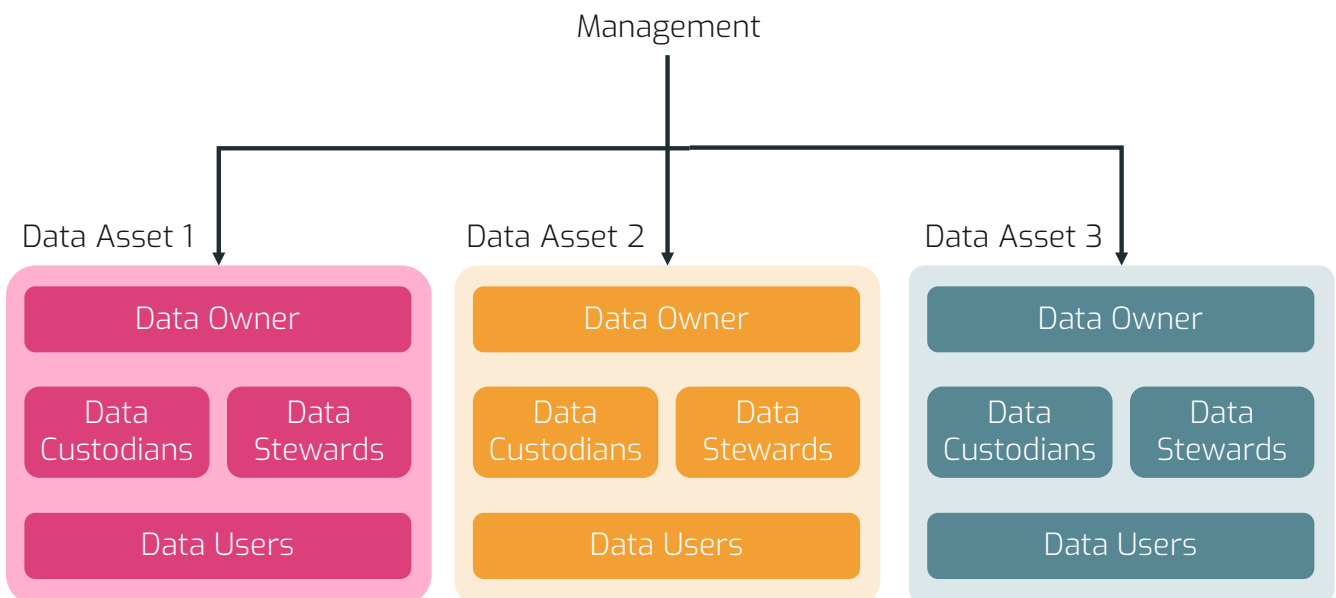 Management
Data Asset 1
Data Owner
Data
Custodians
Data
Stewards
Data Users
Data Asset 2
Data Owner
Data
Custodians
Data
Stewards
Data Users
Data Asset 3
Data Owner
Data
Custodians
Data
Stewards
Data Users